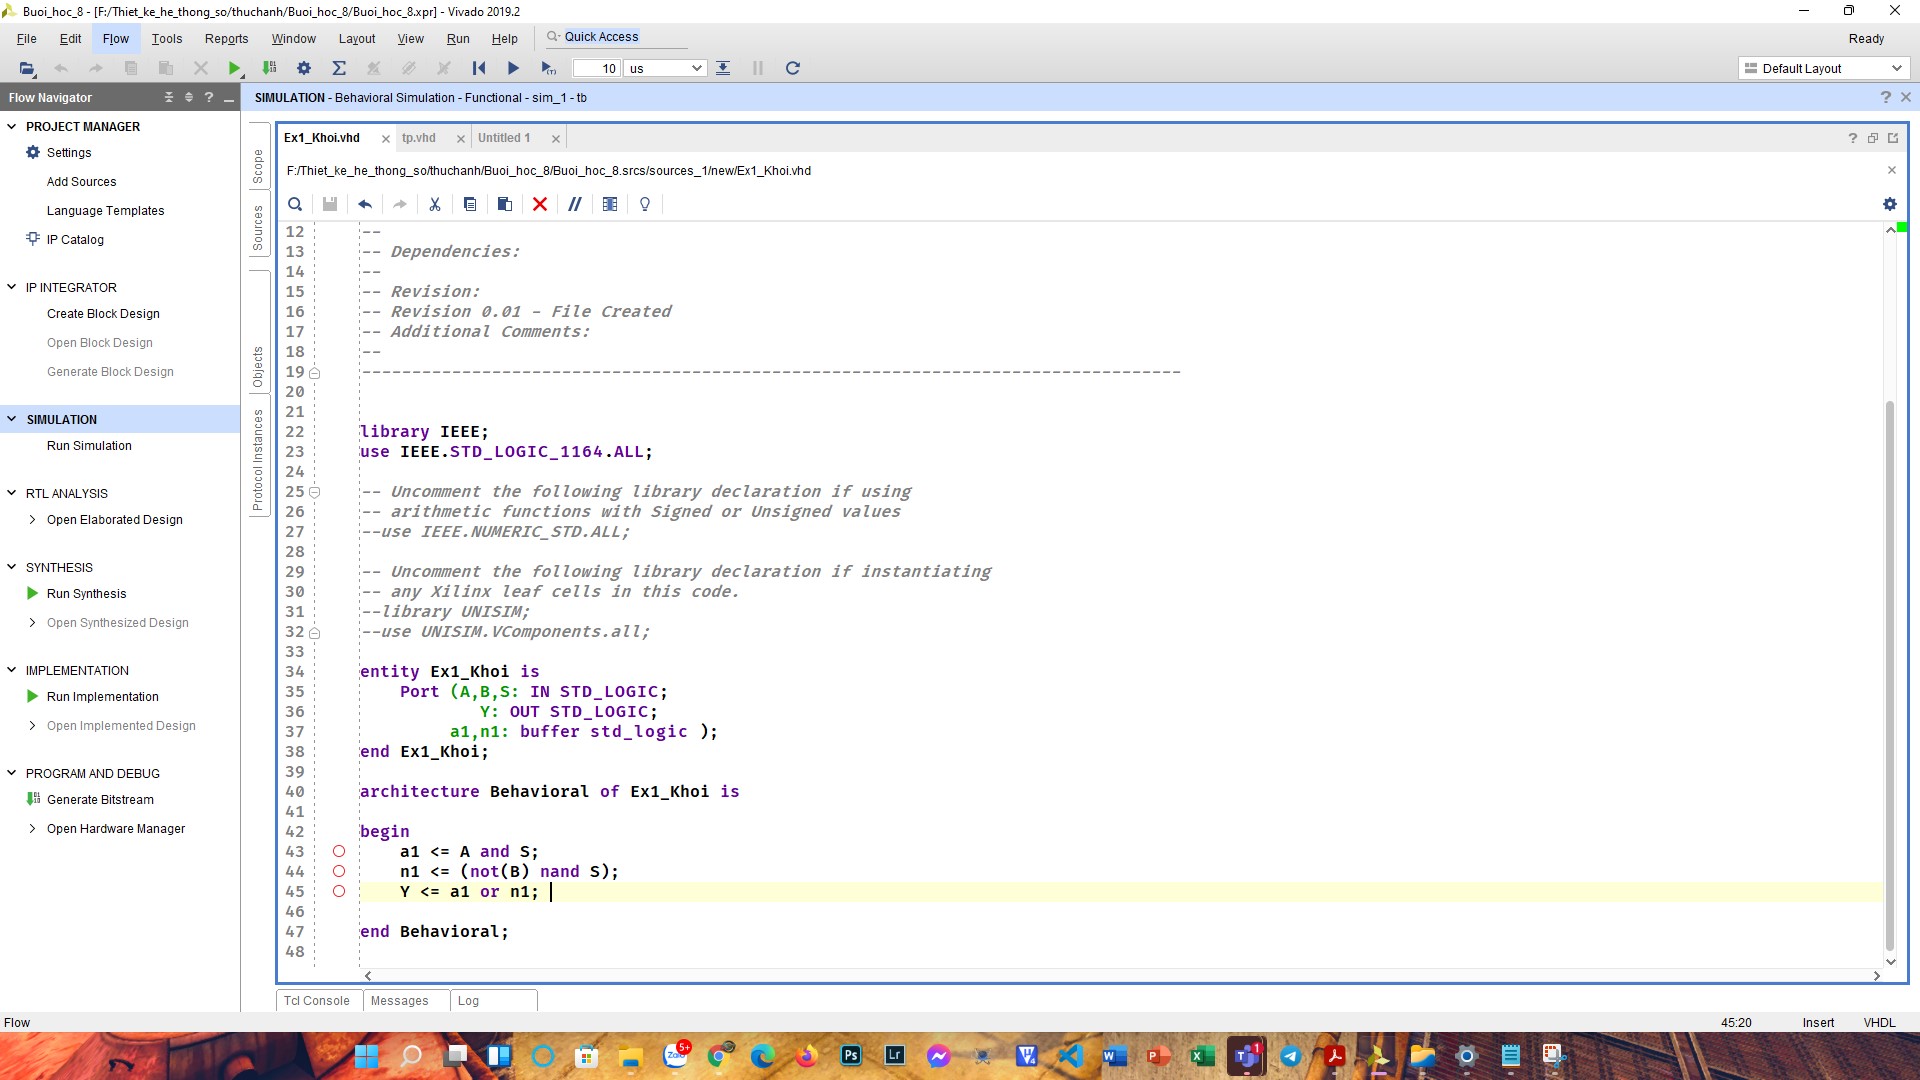 Buoi_hoc_8 - [F:/Thiet_ke_he_thong_so/thuchanh/Buoi_hoc_8/Buoi_hoc_8.xpr] - Vivado 2019.2
File Edit Flow Tools Reports Window Layout View Run Help Quick Access Ready
10 us Default Layout
Flow Navigator
SIMULATION - Behavioral Simulation - Functional - sim_1 - tb
PROJECT MANAGER
Settings
Add Sources
Language Templates
IP Catalog
IP INTEGRATOR
Create Block Design
Open Block Design
Generate Block Design
SIMULATION
Run Simulation
RTL ANALYSIS
Open Elaborated Design
SYNTHESIS
Run Synthesis
Open Synthesized Design
IMPLEMENTATION
Run Implementation
Open Implemented Design
PROGRAM AND DEBUG
Generate Bitstream
Open Hardware Manager
Scope
Sources
Objects
Protocol Instances
Ex1_Khoi.vhd tp.vhd Untitled 1
F:/Thiet_ke_he_thong_so/thuchanh/Buoi_hoc_8/Buoi_hoc_8.srcs/sources_1/new/Ex1_Khoi.vhd
12 --
13 -- Dependencies:
14 --
15 -- Revision:
16 -- Revision 0.01 - File Created
17 -- Additional Comments:
18 --
19 ----------------------------------------------------------------------------------
20
21
22 library IEEE;
23 use IEEE.STD_LOGIC_1164.ALL;
24
25 -- Uncomment the following library declaration if using
26 -- arithmetic functions with Signed or Unsigned values
27 --use IEEE.NUMERIC_STD.ALL;
28
29 -- Uncomment the following library declaration if instantiating
30 -- any Xilinx leaf cells in this code.
31 --library UNISIM;
32 --use UNISIM.VComponents.all;
33
34 entity Ex1_Khoi is
35 Port (A,B,S: IN STD_LOGIC;
36 Y: OUT STD_LOGIC;
37 a1,n1: buffer std_logic );
38 end Ex1_Khoi;
39
40 architecture Behavioral of Ex1_Khoi is
41
42 begin
43 a1 <= A and S;
44 n1 <= (not(B) nand S);
45 Y <= a1 or n1;
46
47 end Behavioral;
48
Tcl Console Messages Log
Flow 45:20 Insert VHDL
Zalo 5+ Ps Lr 1